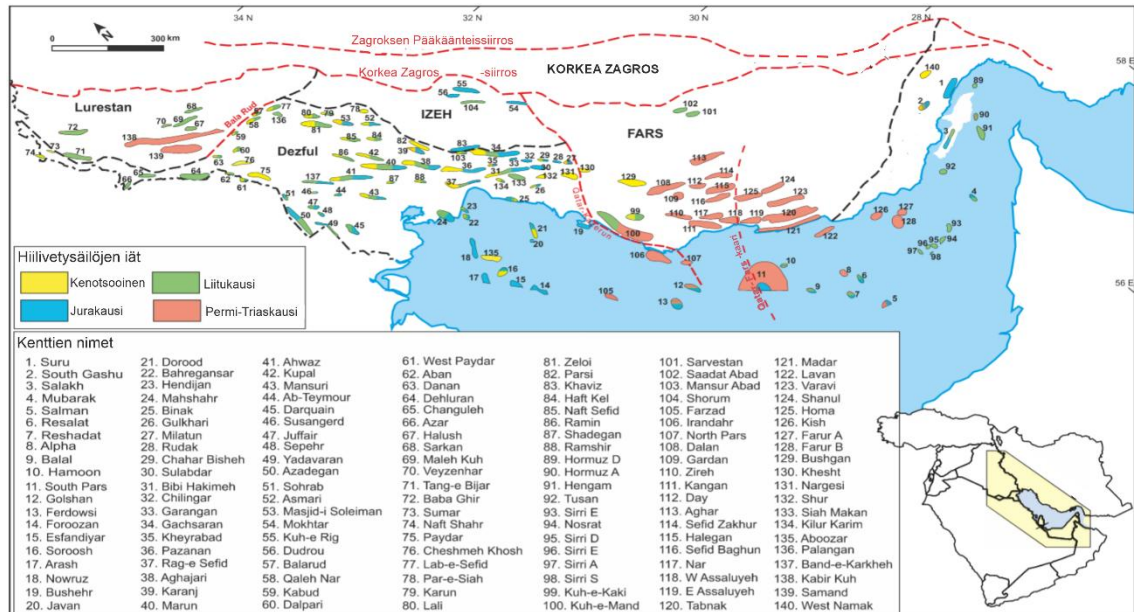 34 N
32 N
30 N
28 N
N
0
300 km
Zagroksen Pääkäänteissiirros
Korkea Zagros -siirros
KORKEA ZAGROS
58 E
56 E
Lurestan
Bala Rud
IZEH
Dezful
FARS
Hiilivetysäilöjen iät
Kenotsooinen
Liitukausi
Jurakausi
Permi-Triaskausi
Kenttien nimet
1. Suru
2. South Gashu
3. Salakh
4. Mubarak
5. Salman
6. Resalat
7. Reshadat
8. Alpha
9. Balal
10. Hamoon
11. South Pars
12. Golshan
13. Ferdowsi
14. Foroozan
15. Esfandiyar
16. Soroosh
17. Arash
18. Nowruz
19. Bushehr
20. Javan
21. Dorood
22. Bahregansar
23. Hendijan
24. Mahshahr
25. Binak
26. Gulkhari
27. Milatun
28. Rudak
29. Chahar Bisheh
30. Sulabdar
31. Bibi Hakimeh
32. Chilingar
33. Garangan
34. Gachsaran
35. Kheyrabad
36. Pazanan
37. Rag-e Sefid
38. Aghajari
39. Karanj
40. Marun
41. Ahwaz
42. Kupal
43. Mansuri
44. Ab-Teymour
45. Darquain
46. Susangerd
47. Juffair
48. Sepehr
49. Yadavaran
50. Azadegan
51. Sohrab
52. Asmari
53. Masjid-i Soleiman
54. Mokhtar
55. Kuh-e Rig
56. Dudrou
57. Balarud
58. Qaleh Nar
59. Kabud
60. Dalpari
61. West Paydar
62. Aban
63. Danan
64. Dehluran
65. Changuleh
66. Azar
67. Halush
68. Sarkan
69. Maleh Kuh
70. Veyzenhar
71. Tang-e Bijar
72. Baba Ghir
73. Sumar
74. Naft Shahr
75. Paydar
76. Cheshmeh Khosh
77. Lab-e-Sefid
78. Par-e-Siah
79. Karun
80. Lali
81. Zeloi
82. Parsi
83. Khaviz
84. Haft Kel
85. Naft Sefid
86. Ramin
87. Shadegan
88. Ramshir
89. Hormuz D
90. Hormuz A
91. Hengam
92. Tusan
93. Sirri E
94. Nosrat
95. Sirri D
96. Sirri E
97. Sirri A
98. Sirri S
99. Kuh-e-Kaki
100. Kuh-e-Mand
101. Sarvestan
102. Saadat Abad
103. Mansur Abad
104. Shorum
105. Farzad
106. Irandahr
107. North Pars
108. Dalan
109. Gardan
110. Zireh
111. Kangan
112. Day
113. Aghar
114. Sefid Zakhur
115. Halegan
116. Sefid Baghun
117. Nar
118. W Assaluyeh
119. E Assaluyeh
120. Tabnak
121. Madar
122. Lavan
123. Varavi
124. Shanul
125. Homa
126. Kish
127. Farur A
128. Farur B
129. Bushgan
130. Khesht
131. Nargesi
132. Shur
133. Siah Makan
134. Kilur Karim
135. Aboozar
136. Palangan
137. Band-e-Karkheh
138. Kabir Kuh
139. Samand
140. West Namak